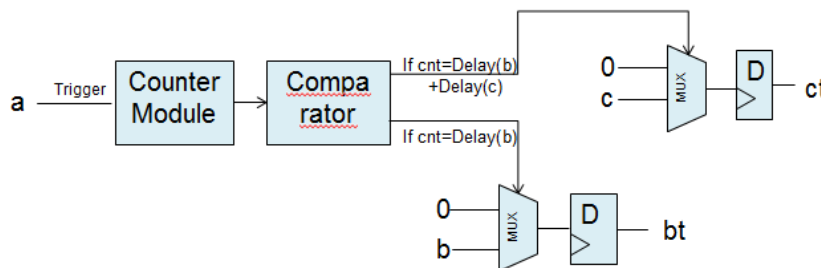 a
Trigger
Counter
Module
Compa
rator
If cnt=Delay(b)
+Delay(c)
If cnt=Delay(b)
0
c
MUX
D
ct
0
b
MUX
D
bt